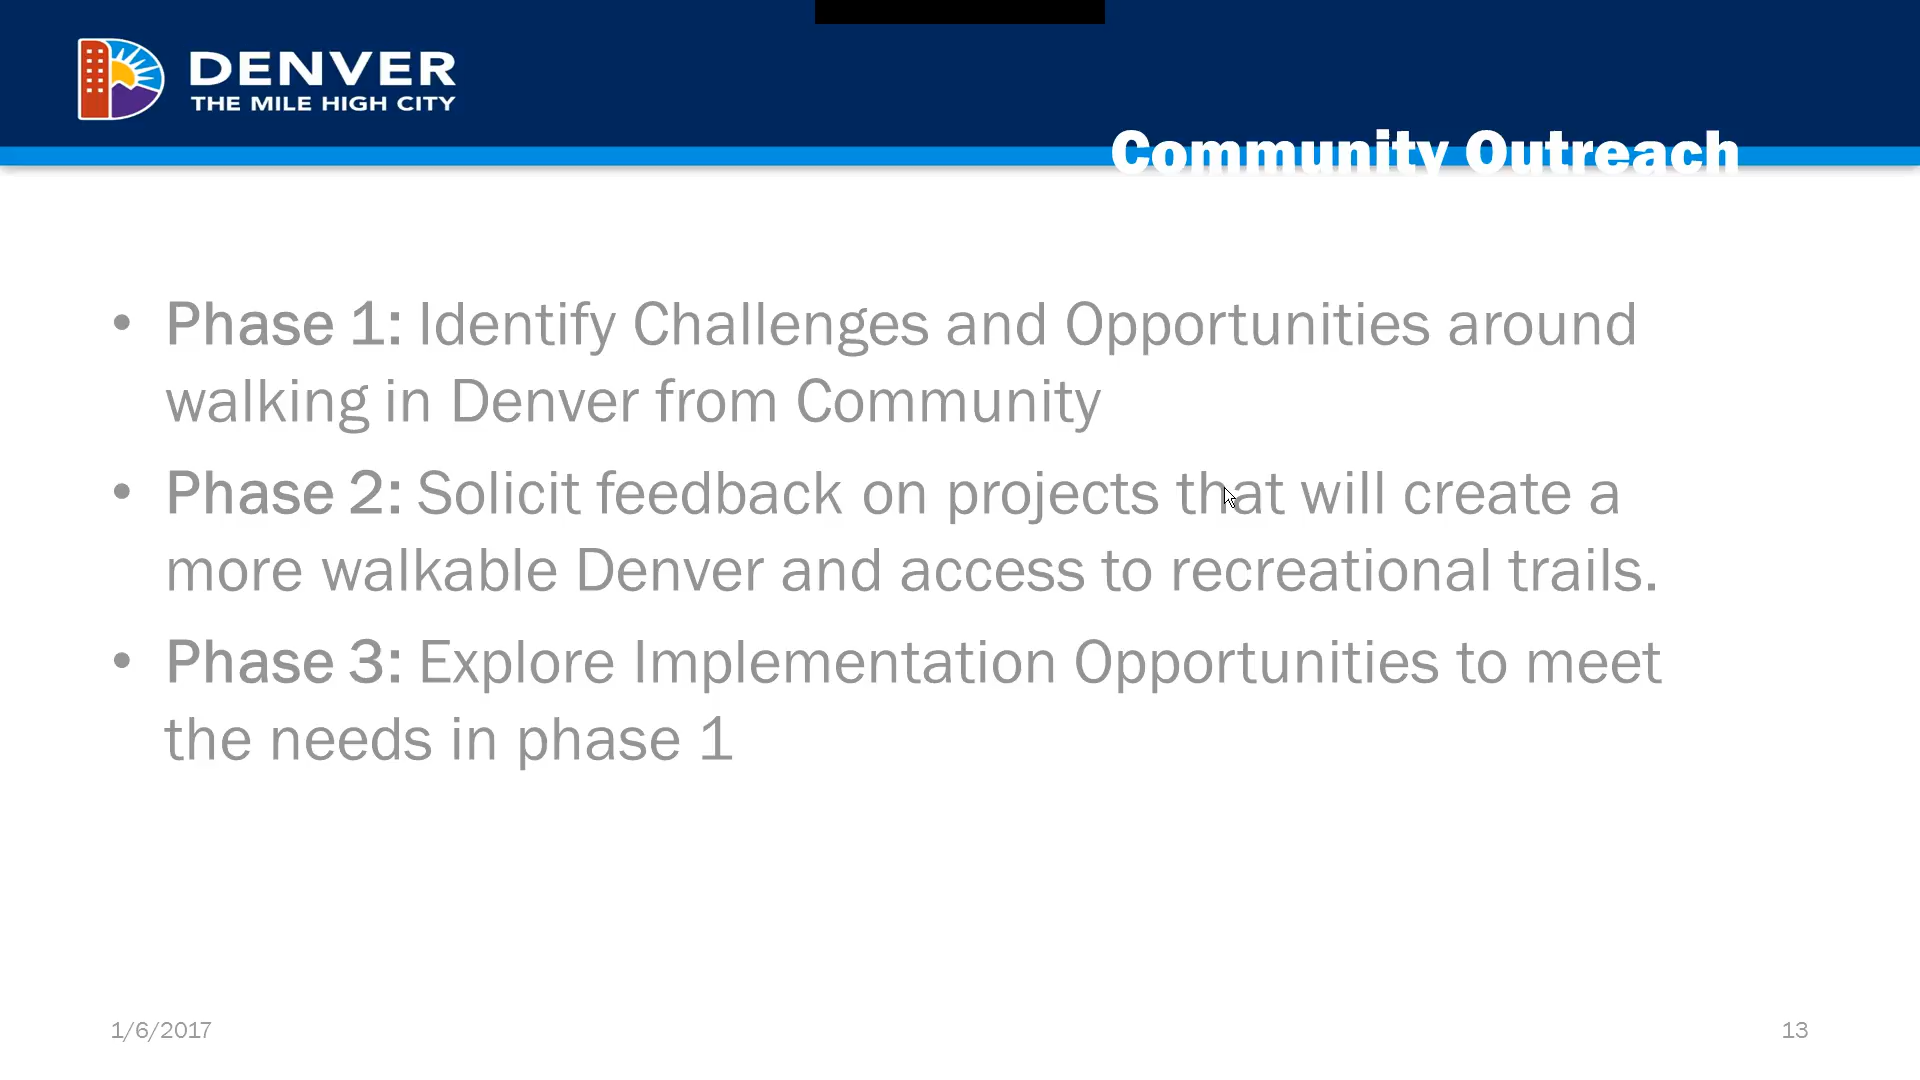 DENVER
THE MILE HIGH CITY
Community Outreach
• Phase 1: Identify Challenges and Opportunities around
walking in Denver from Community
• Phase 2: Solicit feedback on projects that will create a
more walkable Denver and access to recreational trails.
• Phase 3: Explore Implementation Opportunities to meet
the needs in phase 1
1/6/2017
13